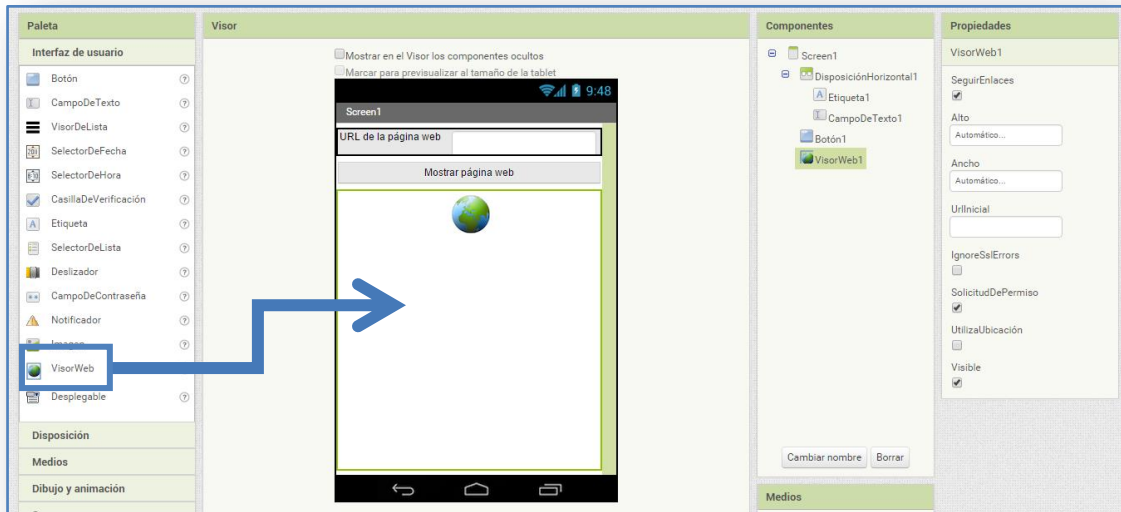 Paleta
Interfaz de usuario
Botón
CampoDeTexto
VisorDeLista
SelectorDeFecha
SelectorDeHora
CasillaDeVerificación
Etiqueta
SelectorDeLista
Deslizador
CampoDeContraseña
Notificador
Imagen
VisorWeb
Desplegable
Disposición
Medios
Dibujo y animación
Visor
Mostrar en el Visor los componentes ocultos
Marcar para previsualizar al tamaño de la tablet
9:48
Screen1
URL de la página web
Mostrar página web
Componentes
Screen1
DisposiciónHorizontal1
Etiqueta1
CampoDeTexto1
Botón1
VisorWeb1
Cambiar nombre Borrar
Medios
Propiedades
VisorWeb1
SeguirEnlaces
Alto
Automático...
Ancho
Automático...
UrlInicial
IgnoreSslErrors
SolicitudDePermiso
UtilizaUbicación
Visible